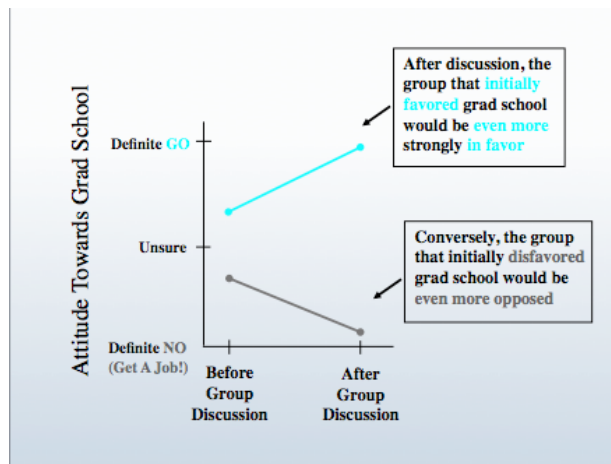 After discussion, the
group that initially
favored grad school
would be even more
strongly in favor
Attitude Towards Grad School
Definite GO
Unsure
Conversely, the group
that initially disfavored
grad school would be
even more opposed
Definite NO
(Get A Job!)
Before
Group
Discussion
After
Group
Discussion